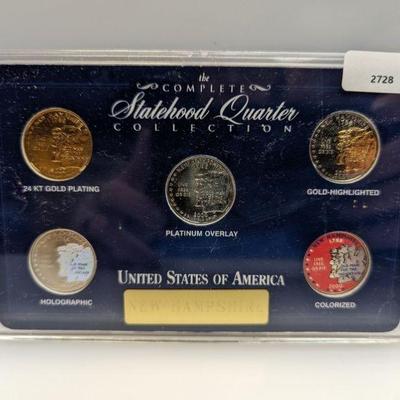 the
COMPLETE
Statehood Quarter
COLLECTION
2728
24 KT GOLD PLATING
GOLD-HIGHLIGHTED
PLATINUM OVERLAY
HOLOGRAPHIC
COLORIZED
UNITED STATES OF AMERICA
NEW HAMPSHIRE